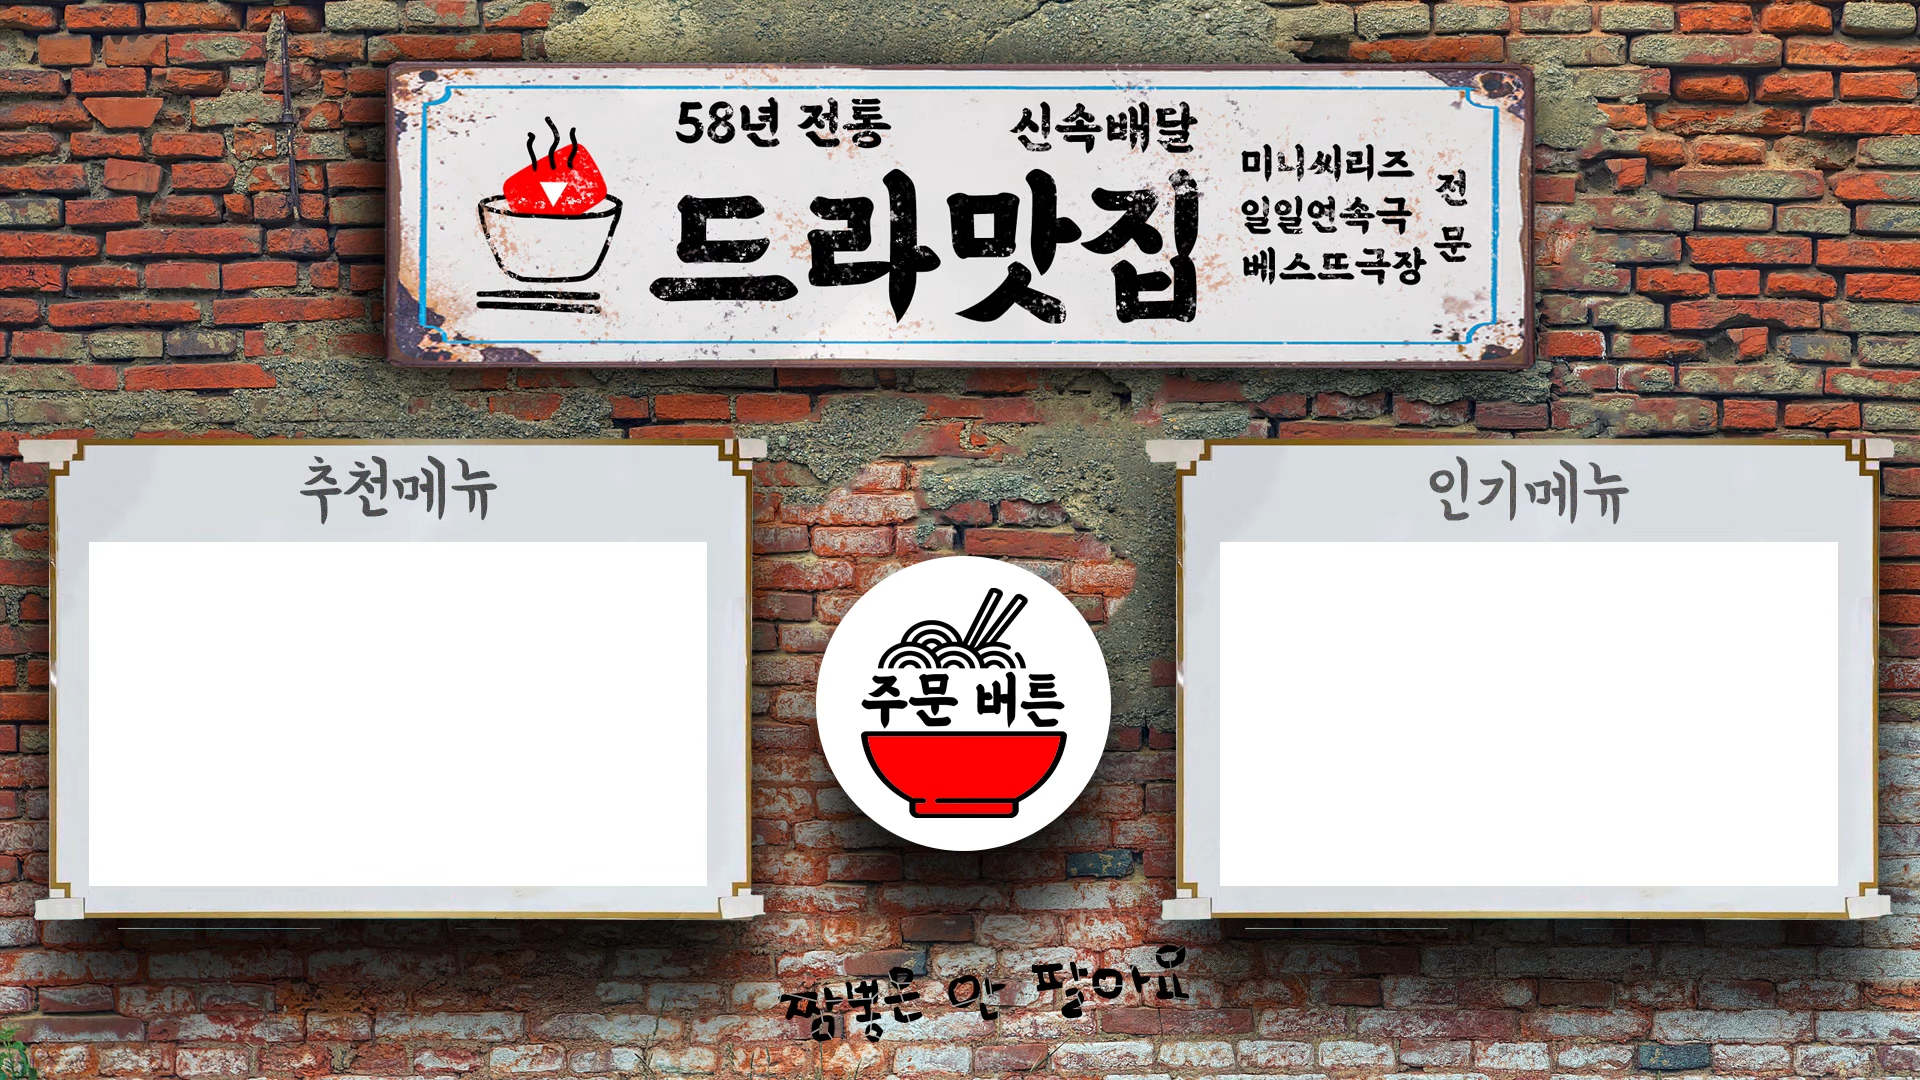 58년 전통 신속배달
드라맛집
미니씨리즈
일일연속극
베스뜨극장
전문
추천메뉴
인기메뉴
주문 버튼
짬뽕은 안 팔아요